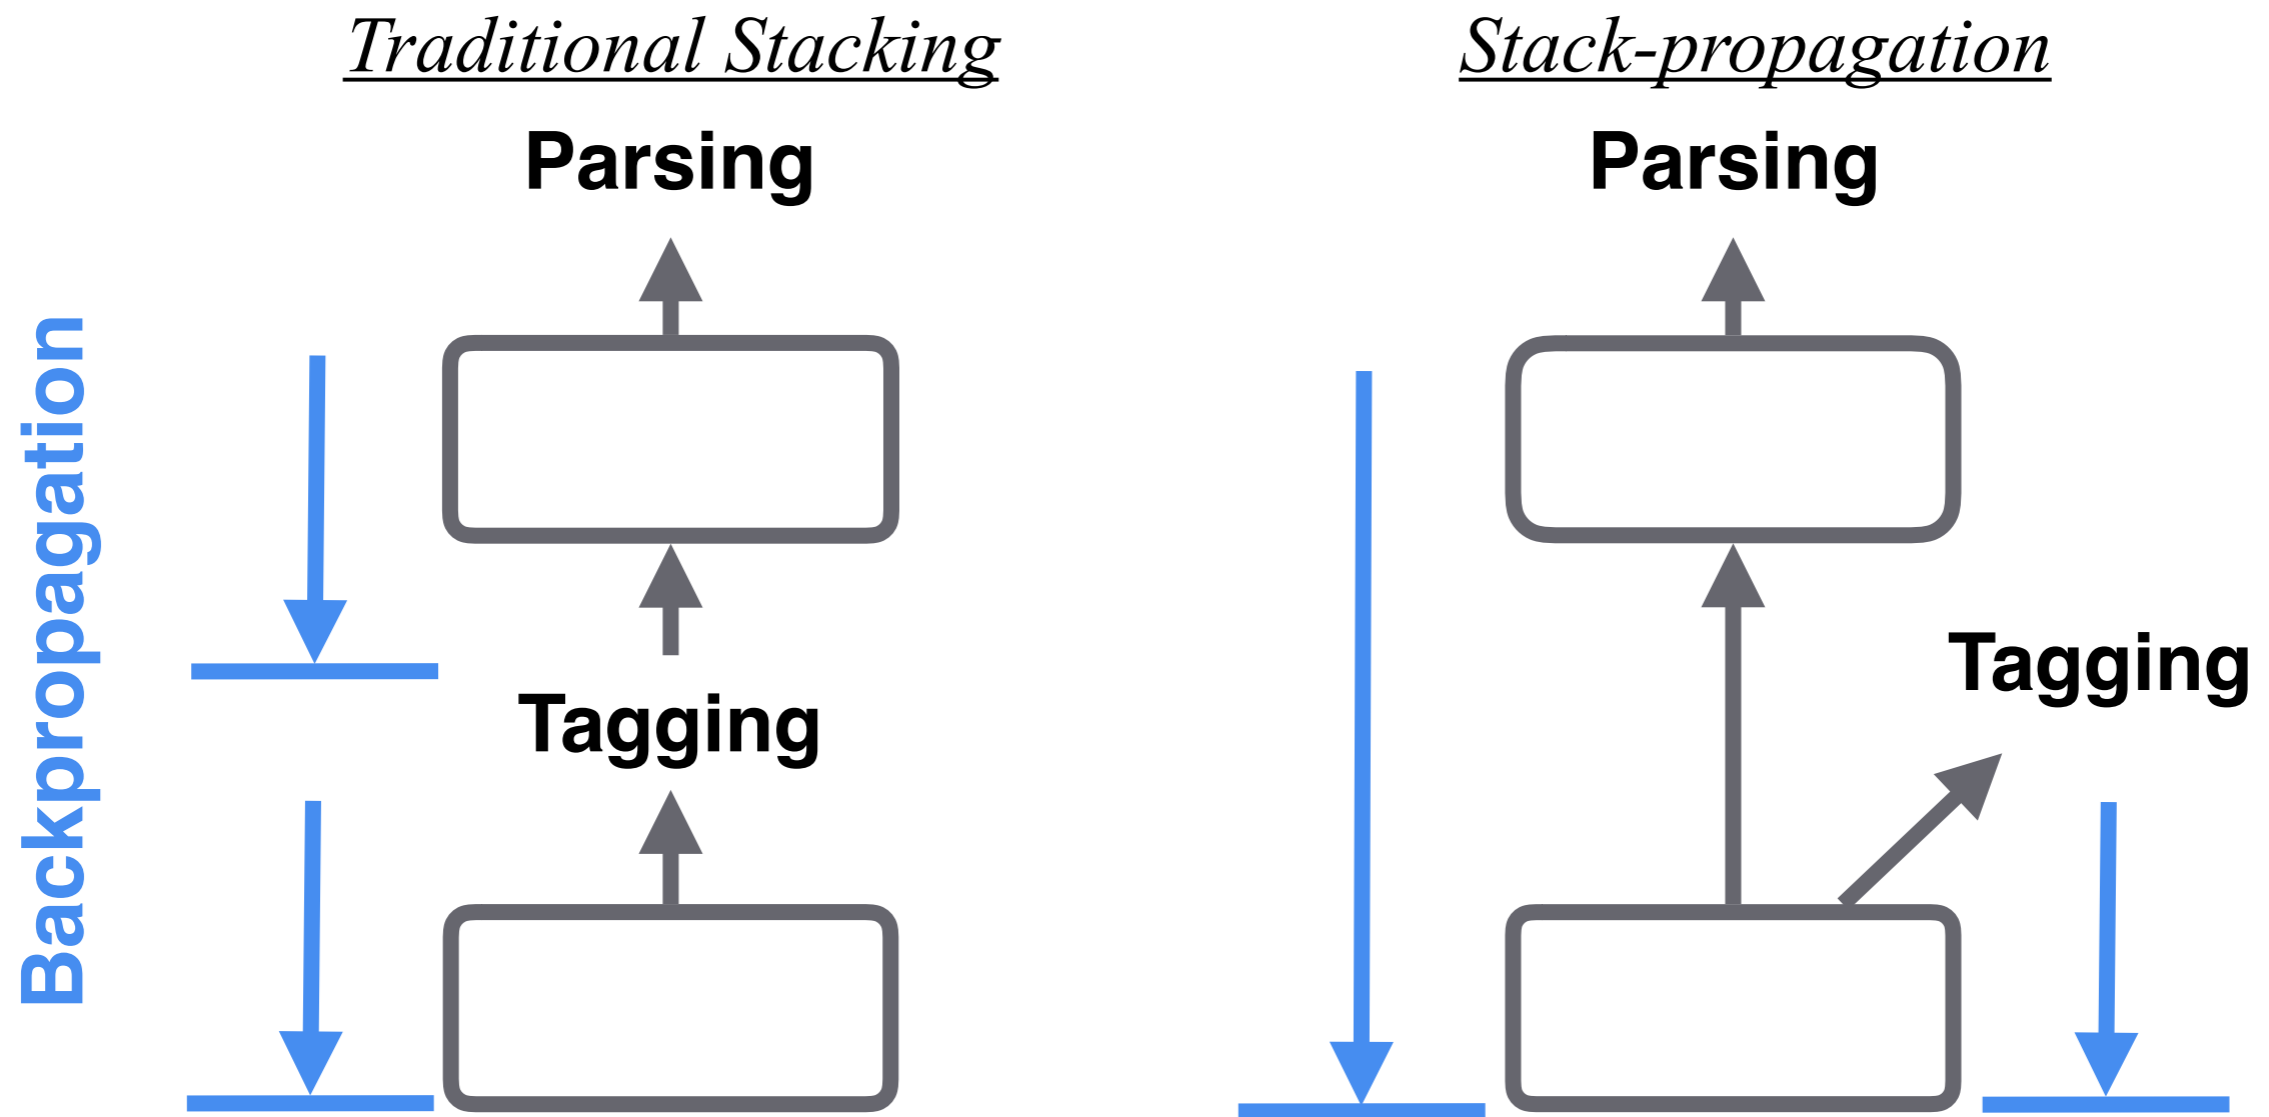 Traditional Stacking
Parsing
Tagging
Backpropagation
Stack-propagation
Parsing
Tagging